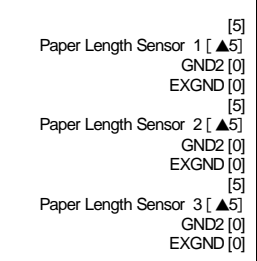 [5]
Paper Length Sensor 1 [ ▲5]
GND2 [0]
EXGND [0]
[5]
Paper Length Sensor 2 [ ▲5]
GND2 [0]
EXGND [0]
[5]
Paper Length Sensor 3 [ ▲5]
GND2 [0]
EXGND [0]